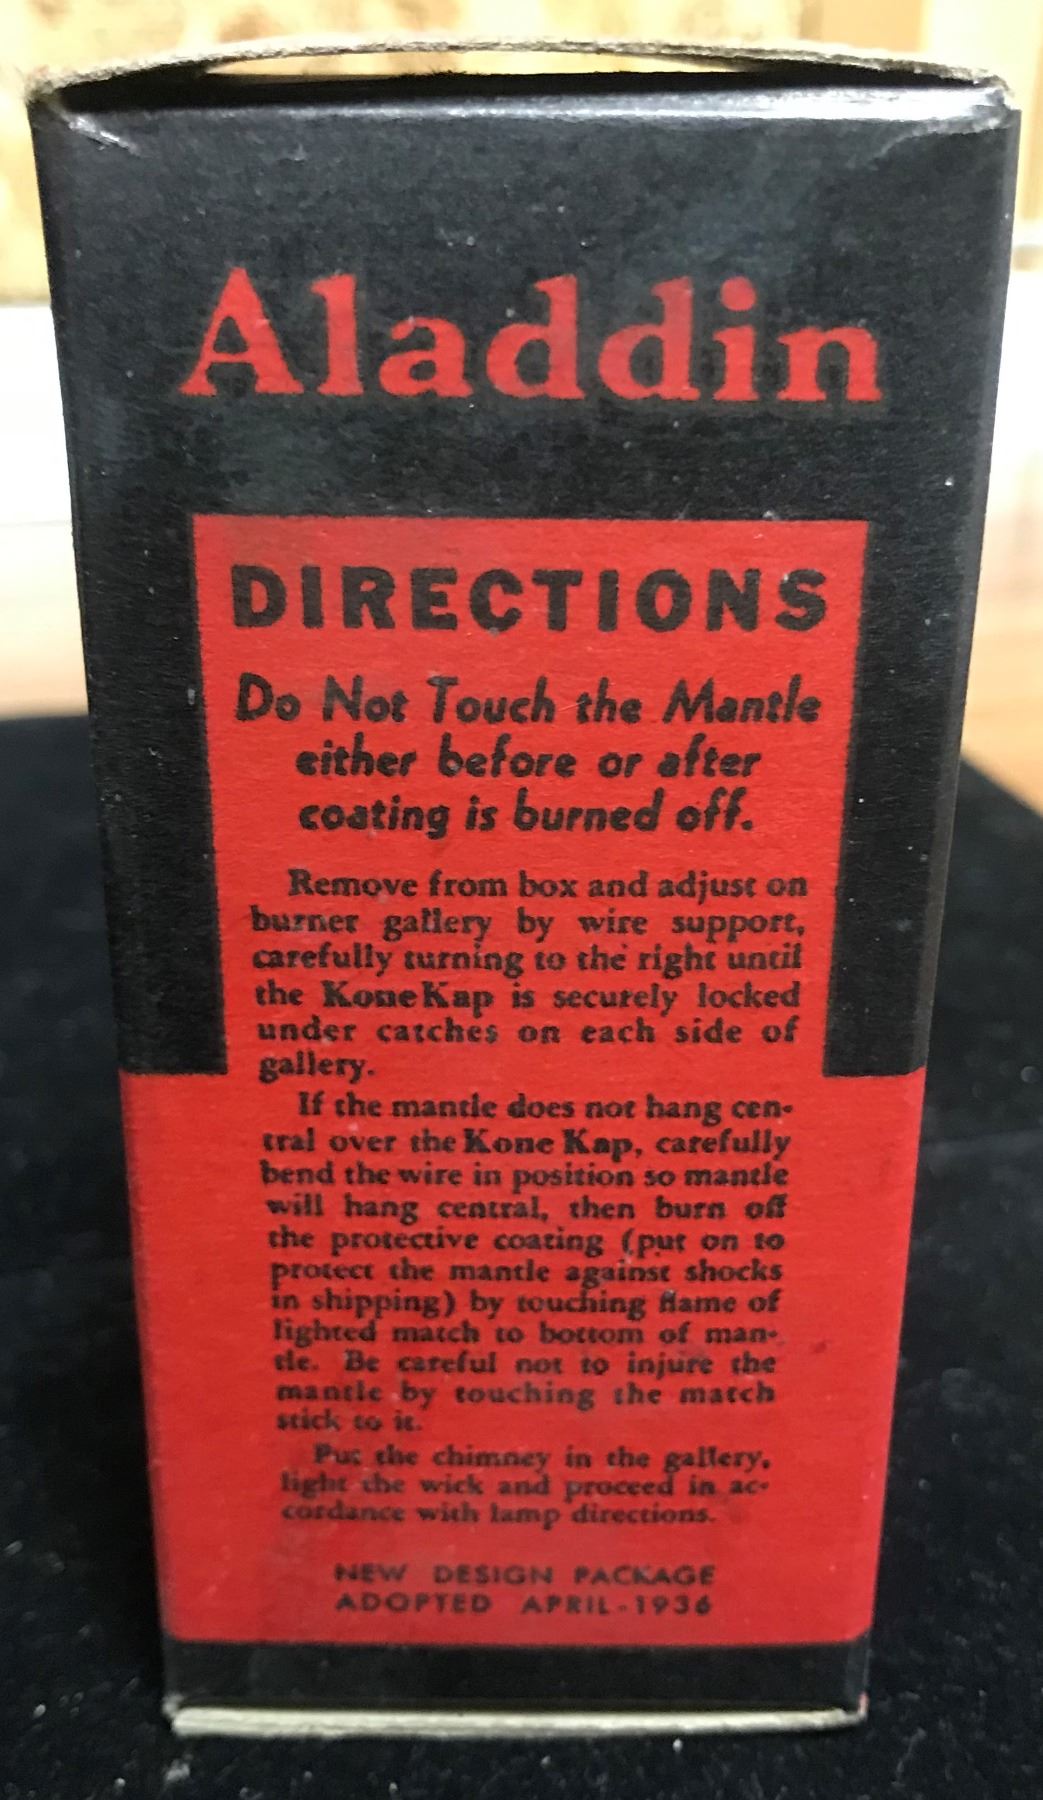 Aladdin
DIRECTIONS
Do Not Touch the Mantle
either before or after
coating is burned off.
Remove from box and adjust on
burner gallery by wire support,
carefully turning to the right until
the Kone Kap is securely locked
under catches on each side of
gallery.
If the mantle does not hang cen-
tral over the Kone Kap, carefully
bend the wire in position so mantle
will hang central, then burn off
the protective coating (put on to
protect the mantle against shocks
in shipping) by touching flame of
lighted match to bottom of man-
tle. Be careful not to injure the
mantle by touching the match
stick to it.
Put the chimney in the gallery,
light the wick and proceed in ac-
cordance with lamp directions.
NEW DESIGN PACKAGE
ADOPTED APRIL-1936